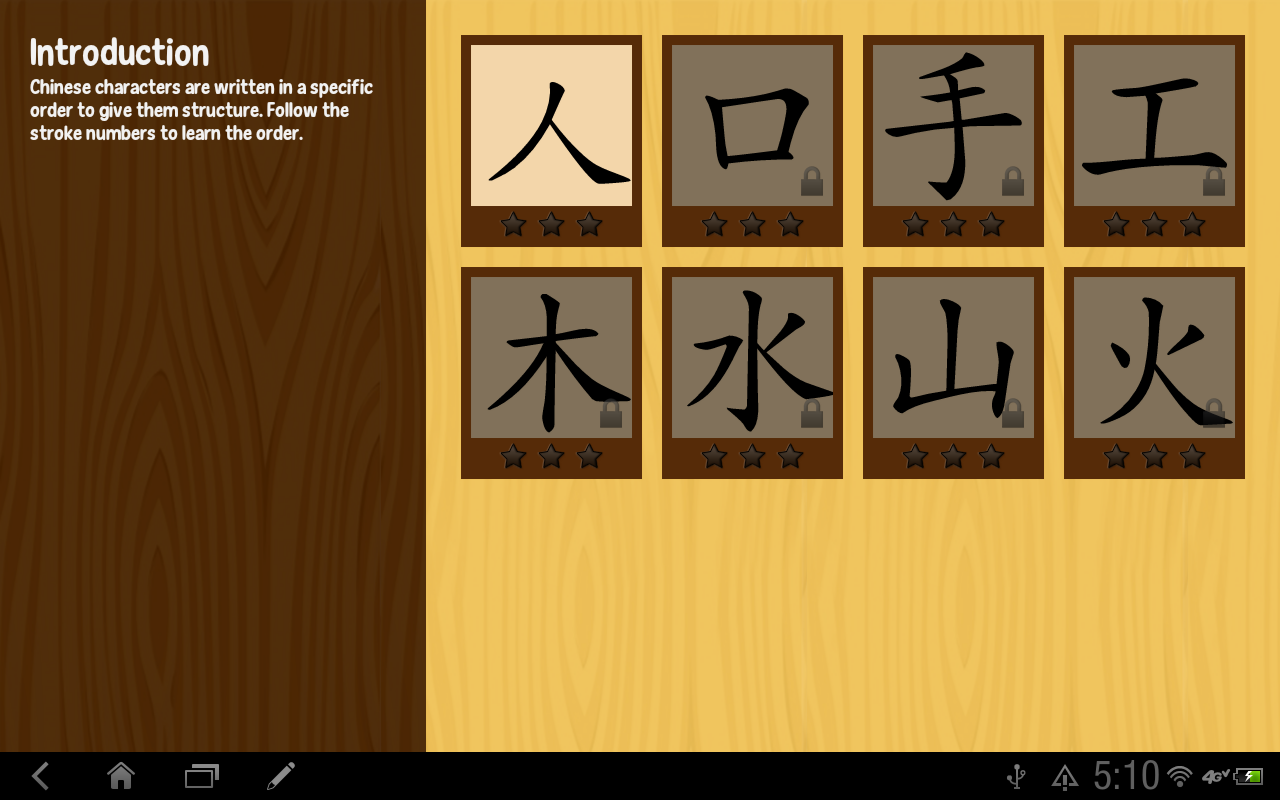 Introduction
Chinese characters are written in a specific
order to give them structure. Follow the
stroke numbers to learn the order.
人 口 手 工
木 水 山 火
5:10
4G